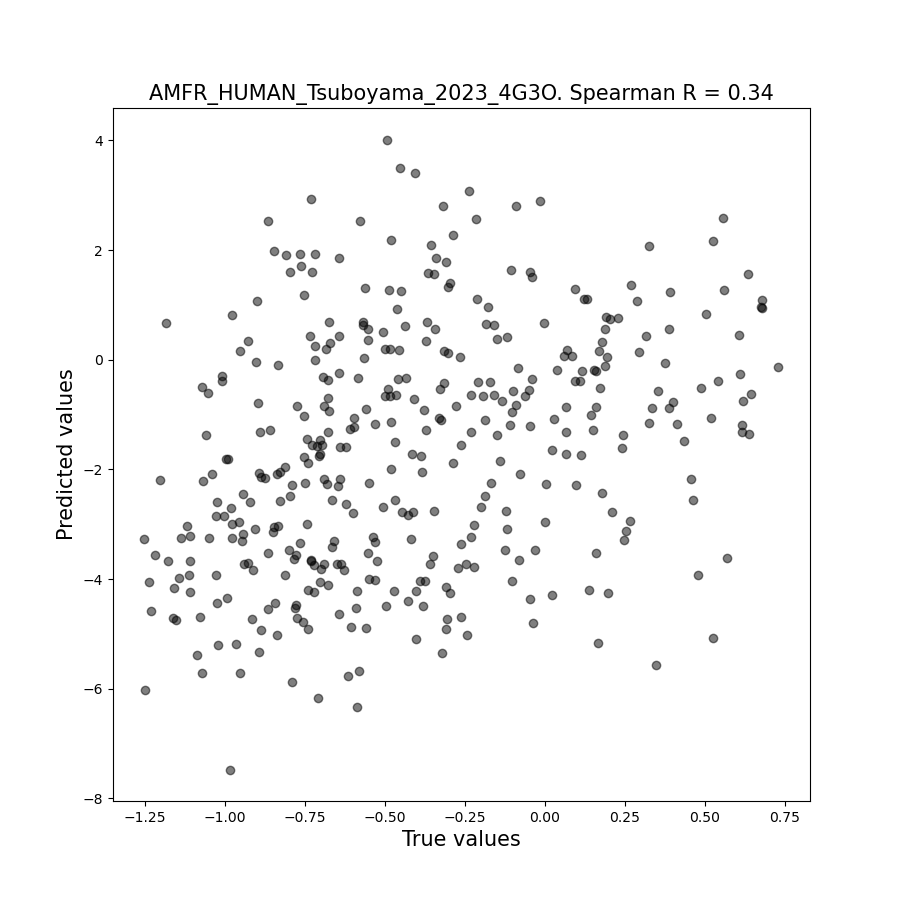 AMFR_HUMAN_Tsuboyama_2023_4G3O. Spearman R = 0.34
4
2
0
−2
−4
−6
−8
Predicted values
−1.25 −1.00 −0.75 −0.50 −0.25 0.00 0.25 0.50 0.75
True values